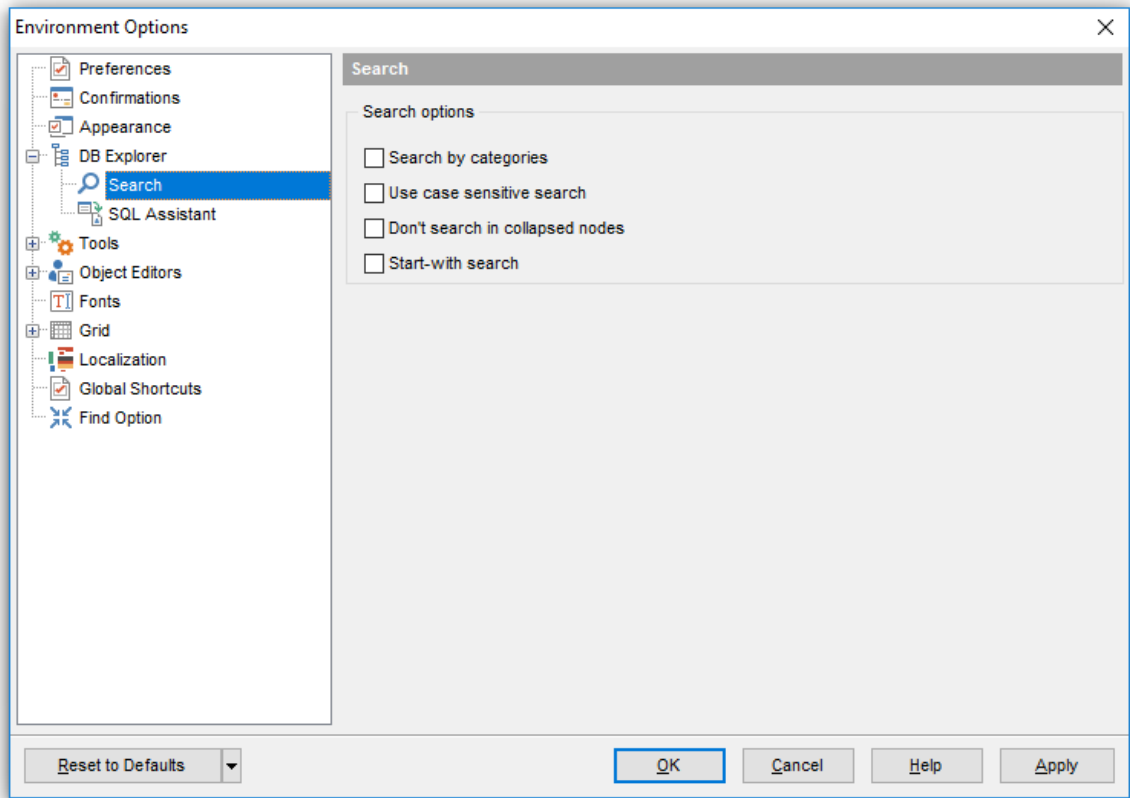 Environment Options
Preferences
Confirmations
Appearance
DB Explorer
Search
SQL Assistant
Tools
Object Editors
Fonts
Grid
Localization
Global Shortcuts
Find Option
Search
Search options
Search by categories
Use case sensitive search
Don't search in collapsed nodes
Start-with search
Reset to Defaults
OK
Cancel
Help
Apply